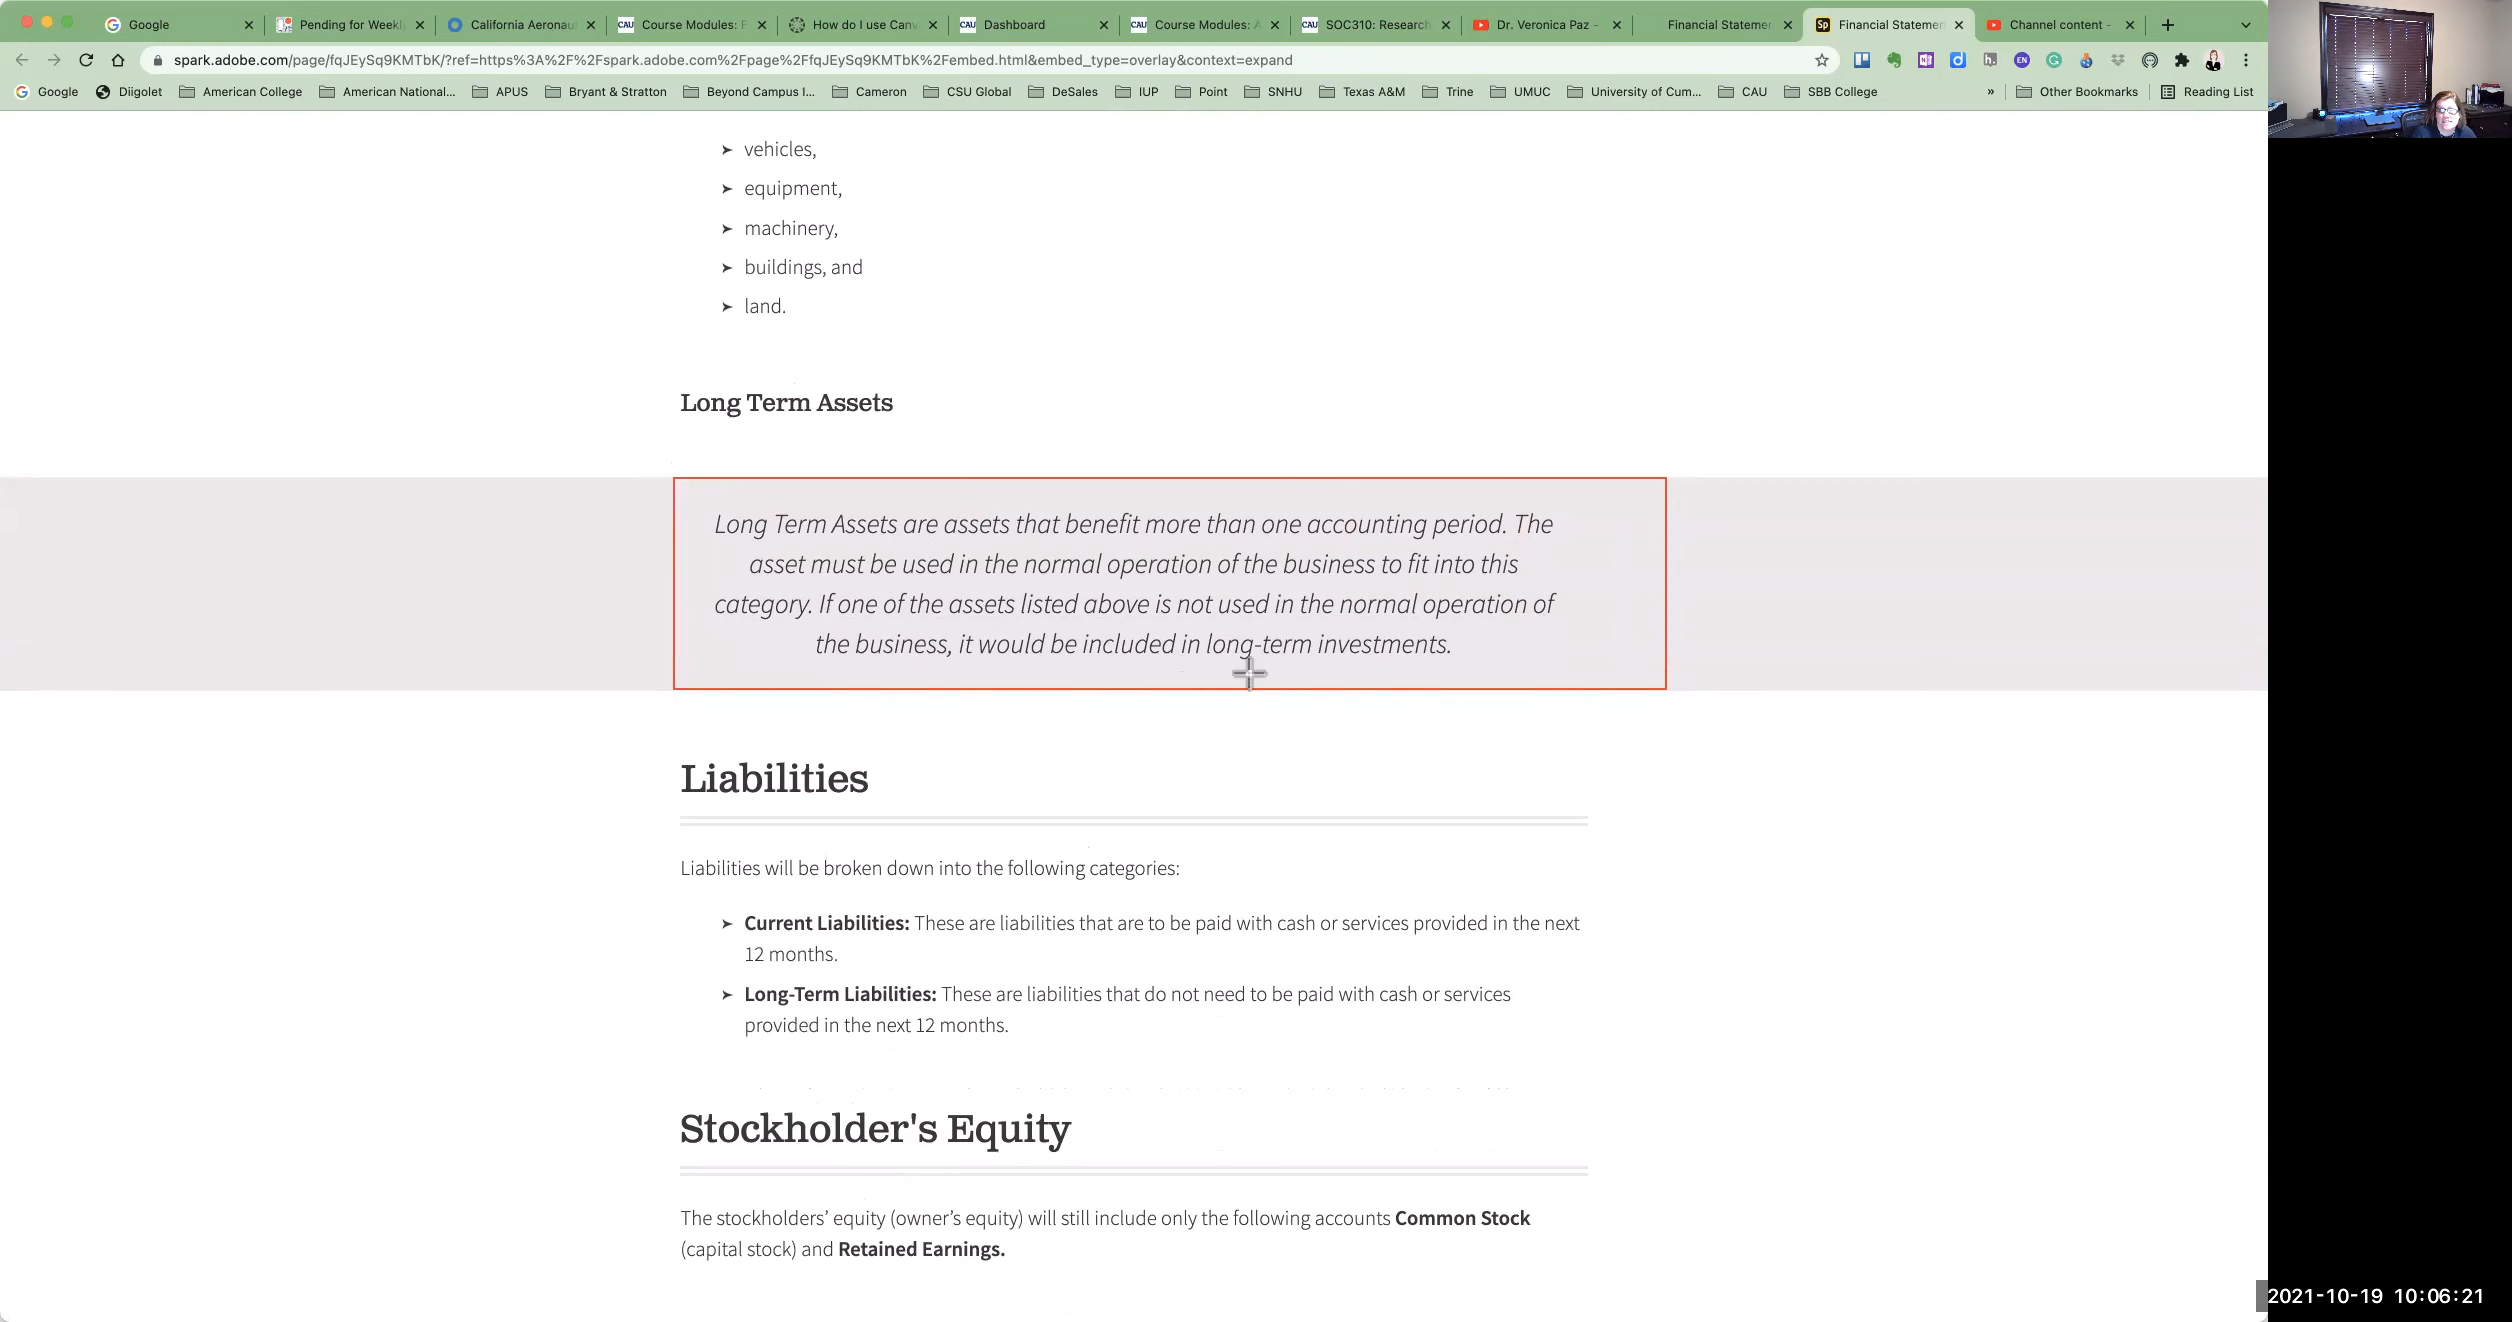 Google
Pending for Weekl
California Aeronau
CAU Course Modules: F
How do I use Canv
CAU Dashboard
CAU Course Modules: A
CAU SOC310: Research
Dr. Veronica Paz -
Financial Statemen
Sp Financial Statemen
Channel content -
spark.adobe.com/page/fqJEySq9KMTbK/?ref=https%3A%2F%2Fspark.adobe.com%2Fpage%2FfqJEySq9KMTbK%2Fembed.html&embed_type=overlay&context=expand
Google Diigolet American College American National... APUS Bryant & Stratton Beyond Campus I... Cameron CSU Global DeSales IUP Point SNHU Texas A&M Trine UMUC University of Cum... CAU SBB College » Other Bookmarks Reading List
➤ vehicles,
➤ equipment,
➤ machinery,
➤ buildings, and
➤ land.
Long Term Assets
Long Term Assets are assets that benefit more than one accounting period. The
asset must be used in the normal operation of the business to fit into this
category. If one of the assets listed above is not used in the normal operation of
the business, it would be included in long-term investments.
Liabilities
Liabilities will be broken down into the following categories:
➤ Current Liabilities: These are liabilities that are to be paid with cash or services provided in the next
12 months.
➤ Long-Term Liabilities: These are liabilities that do not need to be paid with cash or services
provided in the next 12 months.
Stockholder's Equity
The stockholders’ equity (owner’s equity) will still include only the following accounts Common Stock
(capital stock) and Retained Earnings.
2021-10-19 10:06:21